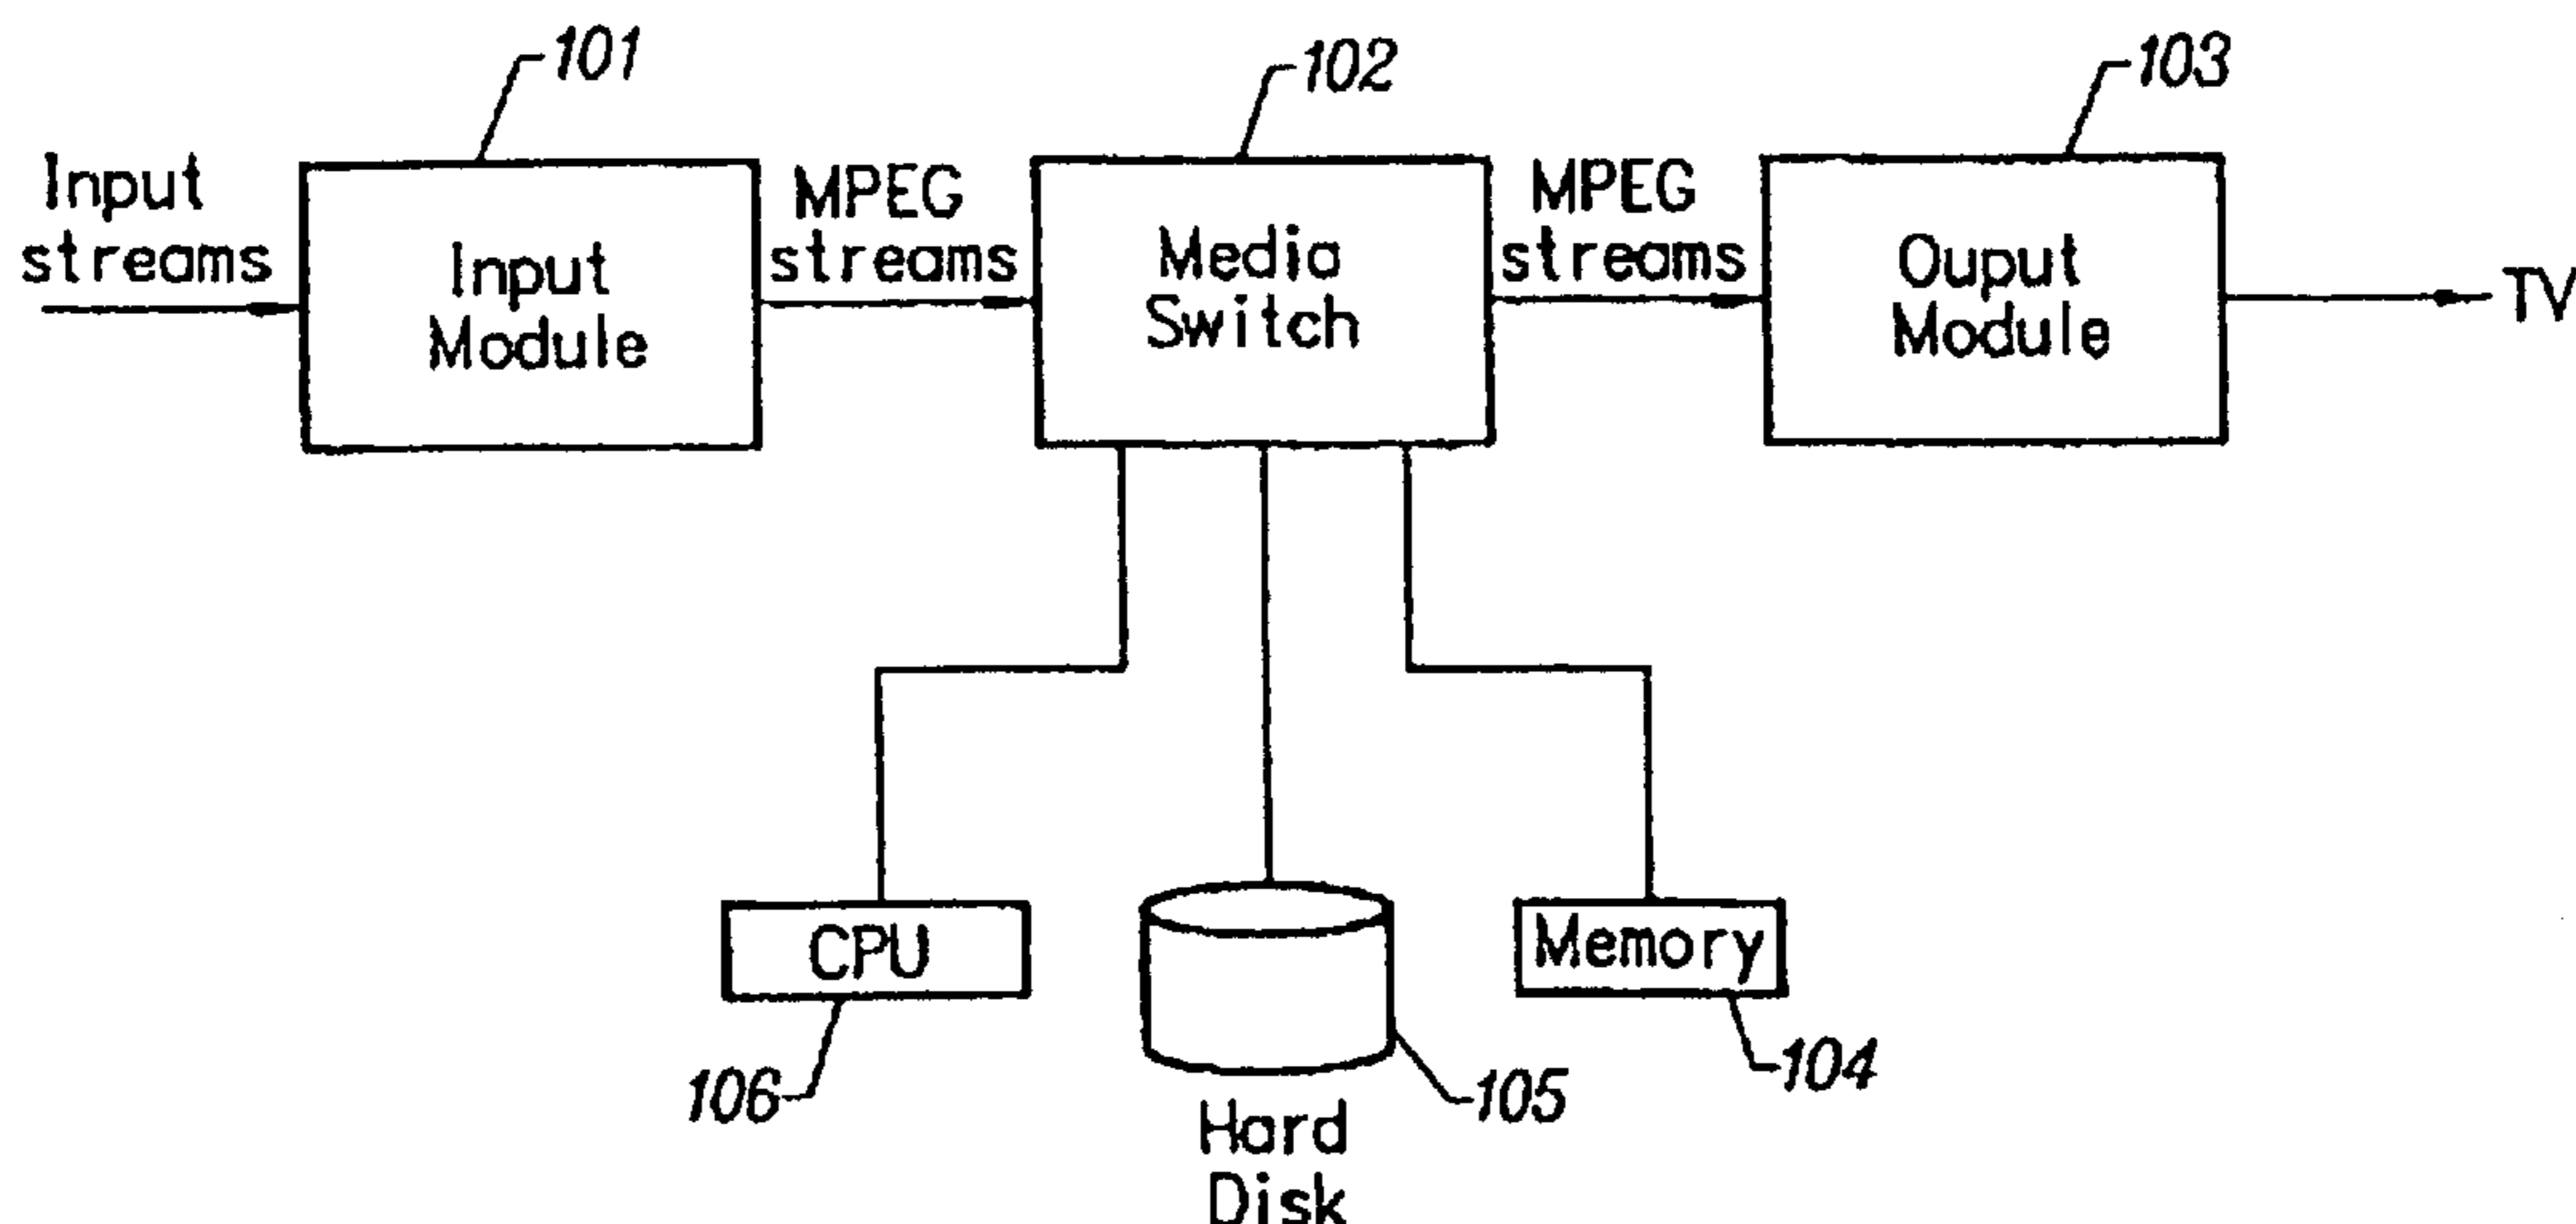 101
102
103
Input
streams
Input
Module
MPEG
streams
Media
Switch
MPEG
streams
Ouput
Module
TV
CPU
106
Hard
Disk
105
Memory
104